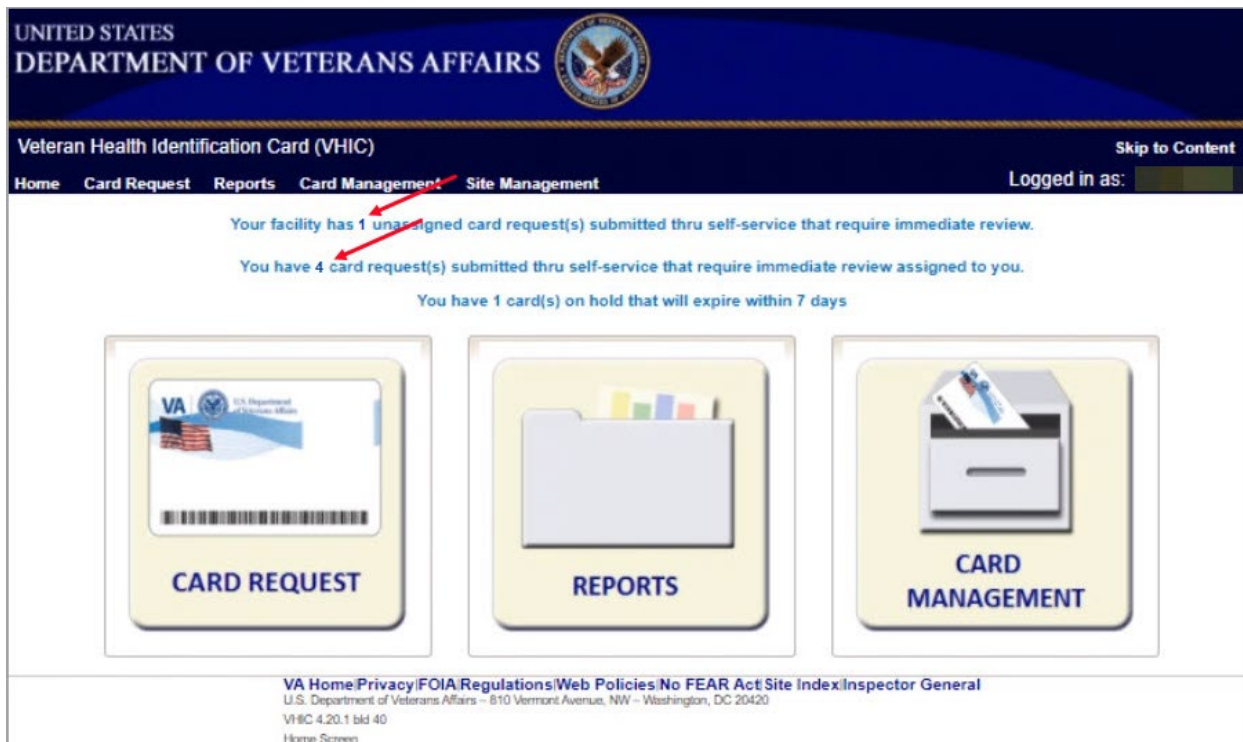 UNITED STATES
DEPARTMENT OF VETERANS AFFAIRS
Veteran Health Identification Card (VHIC)
Skip to Content
Home Card Request Reports Card Management Site Management
Logged in as:
Your facility has 1 unassigned card request(s) submitted thru self-service that require immediate review.
You have 4 card request(s) submitted thru self-service that require immediate review assigned to you.
You have 1 card(s) on hold that will expire within 7 days
VA
U.S. Department
of Veterans Affairs
CARD REQUEST
REPORTS
CARD
MANAGEMENT
VA Home|Privacy|FOIA|Regulations|Web Policies|No FEAR Act|Site Index|Inspector General
U.S. Department of Veterans Affairs – 810 Vermont Avenue, NW – Washington, DC 20420
VHIC 4.20.1 bld 40
Home Screen